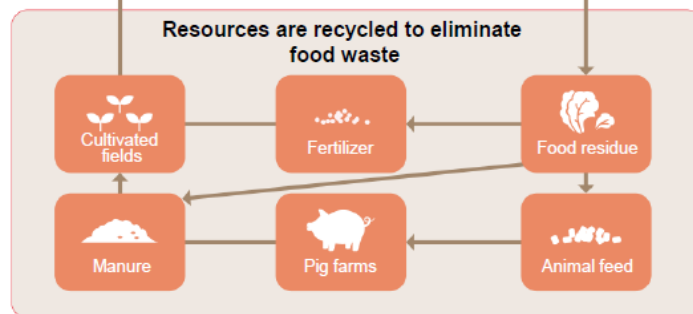 Resources are recycled to eliminate
food waste
Cultivated
fields
Fertilizer
Food residue
Manure
Pig farms
Animal feed